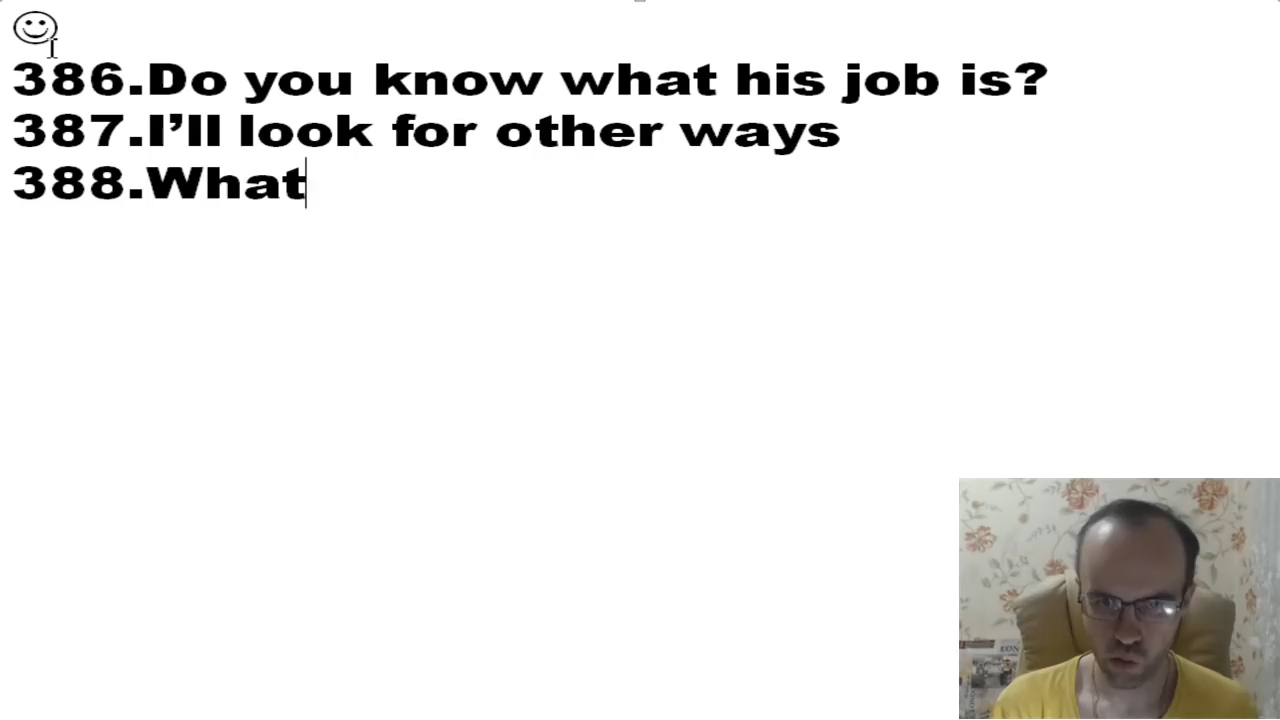 386.Do you know what his job is?
387.I’ll look for other ways
388.What